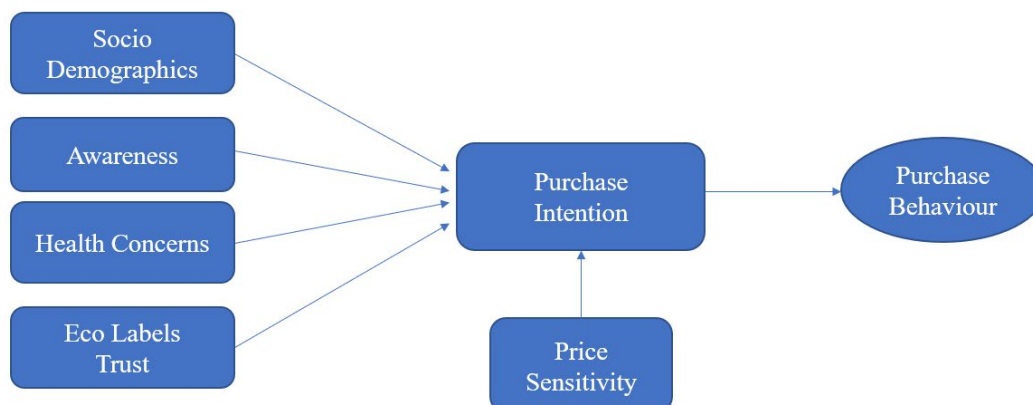 Socio
Demographics
Awareness
Health Concerns
Eco Labels
Trust
Purchase
Intention
Price
Sensitivity
Purchase
Behaviour